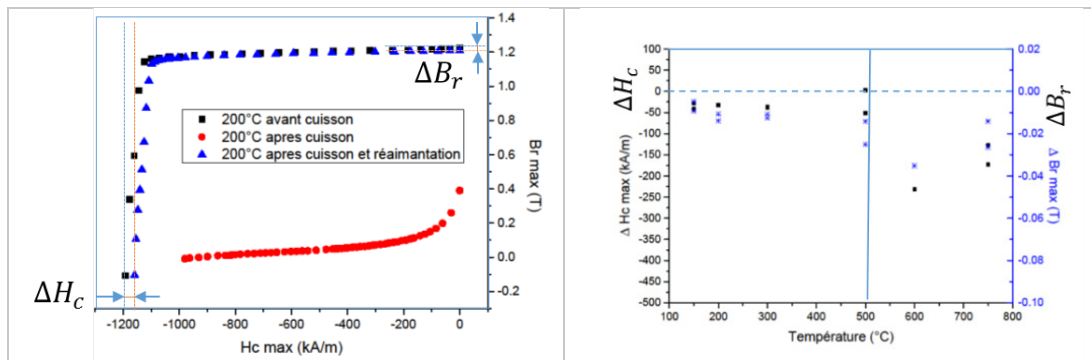 1.4
1.2
1.0
0.8
0.6
0.4
0.2
0.0
-0.2
Br max (T)
ΔB_r
200°C avant cuisson
200°C apres cuisson
200°C apres cuisson et réaimantation
ΔH_c
-1200 -1000 -800 -600 -400 -200 0
Hc max (kA/m)
100
50
0
-50
-100
-150
-200
-250
-300
-350
-400
-450
-500
ΔH_c
Δ Hc max (kA/m)
0.02
0.00
-0.02
-0.04
-0.06
-0.08
-0.10
ΔB_r
Δ Br max (T)
100 200 300 400 500 600 700 800
Température (°C)